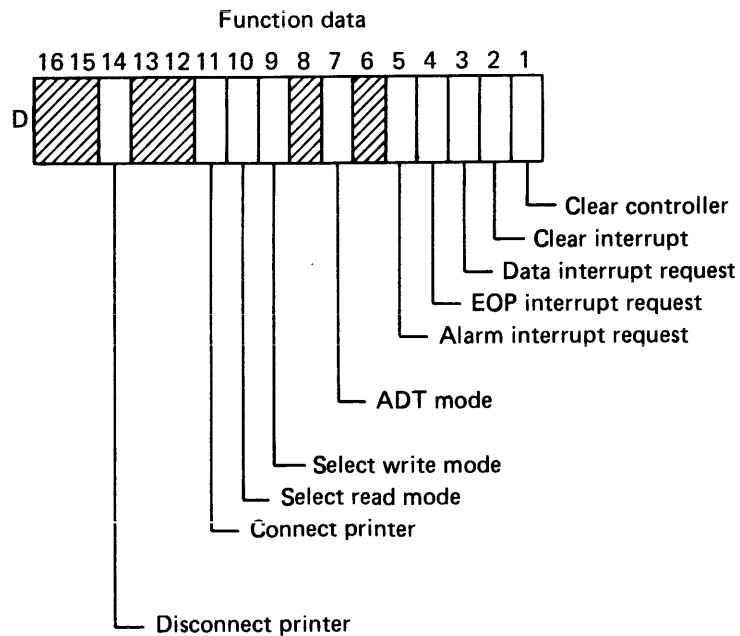 Function data
16 15 14 13 12 11 10 9 8 7 6 5 4 3 2 1
D
Clear controller
Clear interrupt
Data interrupt request
EOP interrupt request
Alarm interrupt request
ADT mode
Select write mode
Select read mode
Connect printer
Disconnect printer